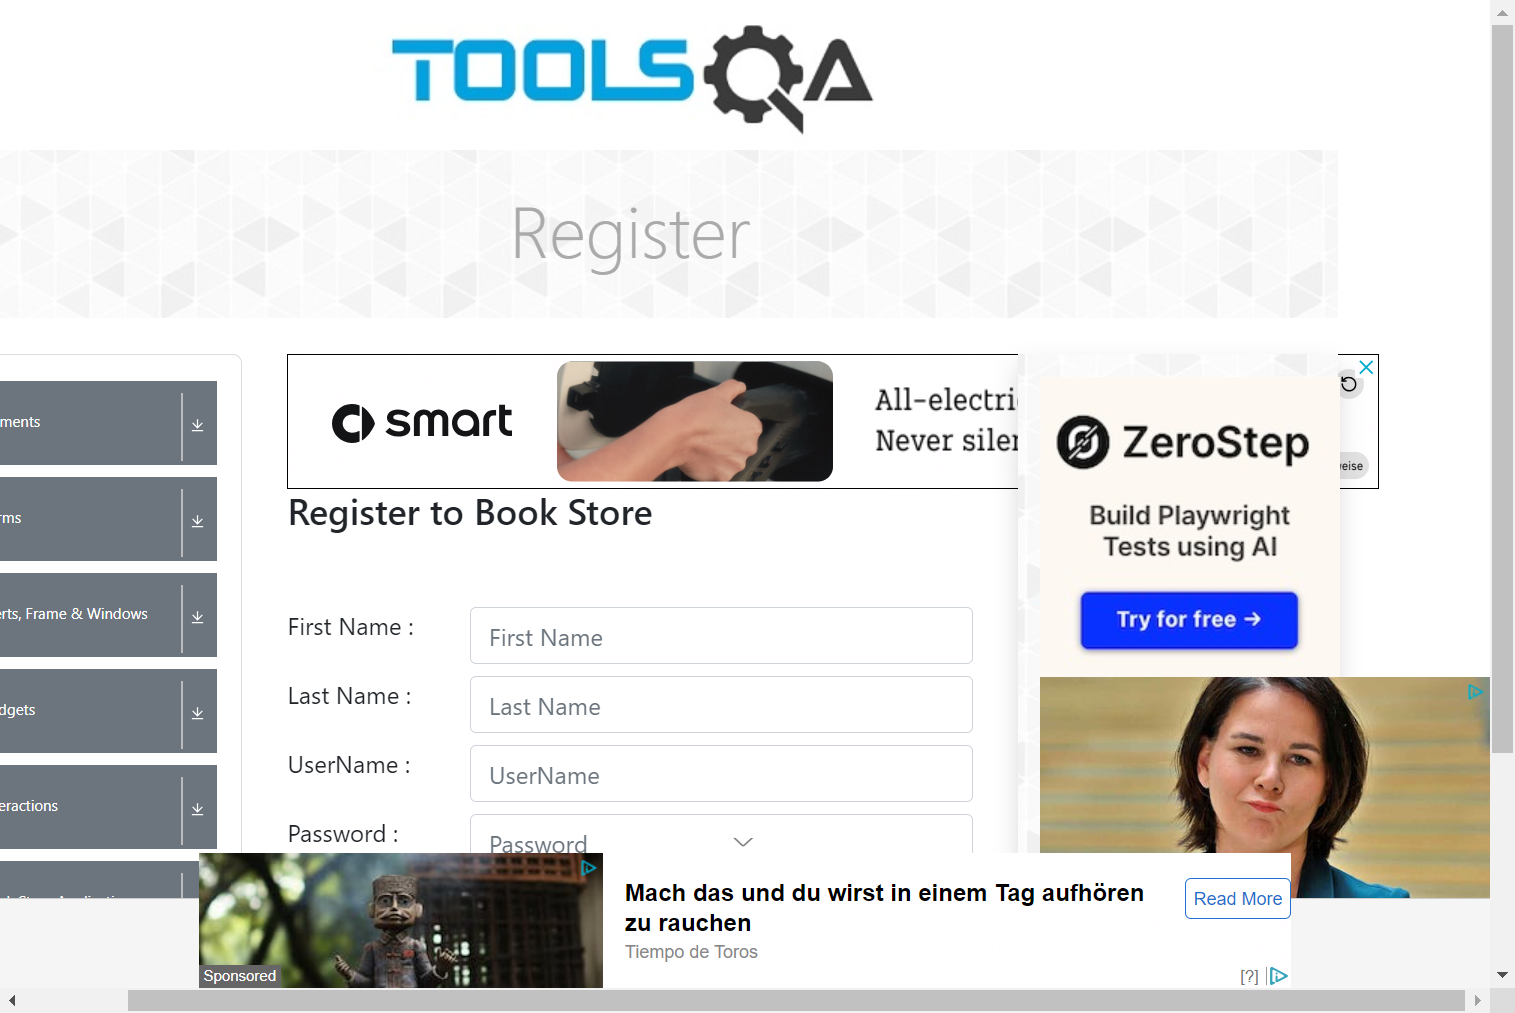 TOOLSQA
Register
smart
All-electri
Never siler
eise
ZeroStep
Build Playwright
Tests using AI
Try for free →
ments
rms
erts, Frame & Windows
dgets
eractions
Register to Book Store
First Name :
First Name
Last Name :
Last Name
UserName :
UserName
Password :
Password
Mach das und du wirst in einem Tag aufhören
zu rauchen
Tiempo de Toros
Read More
Sponsored
[?]